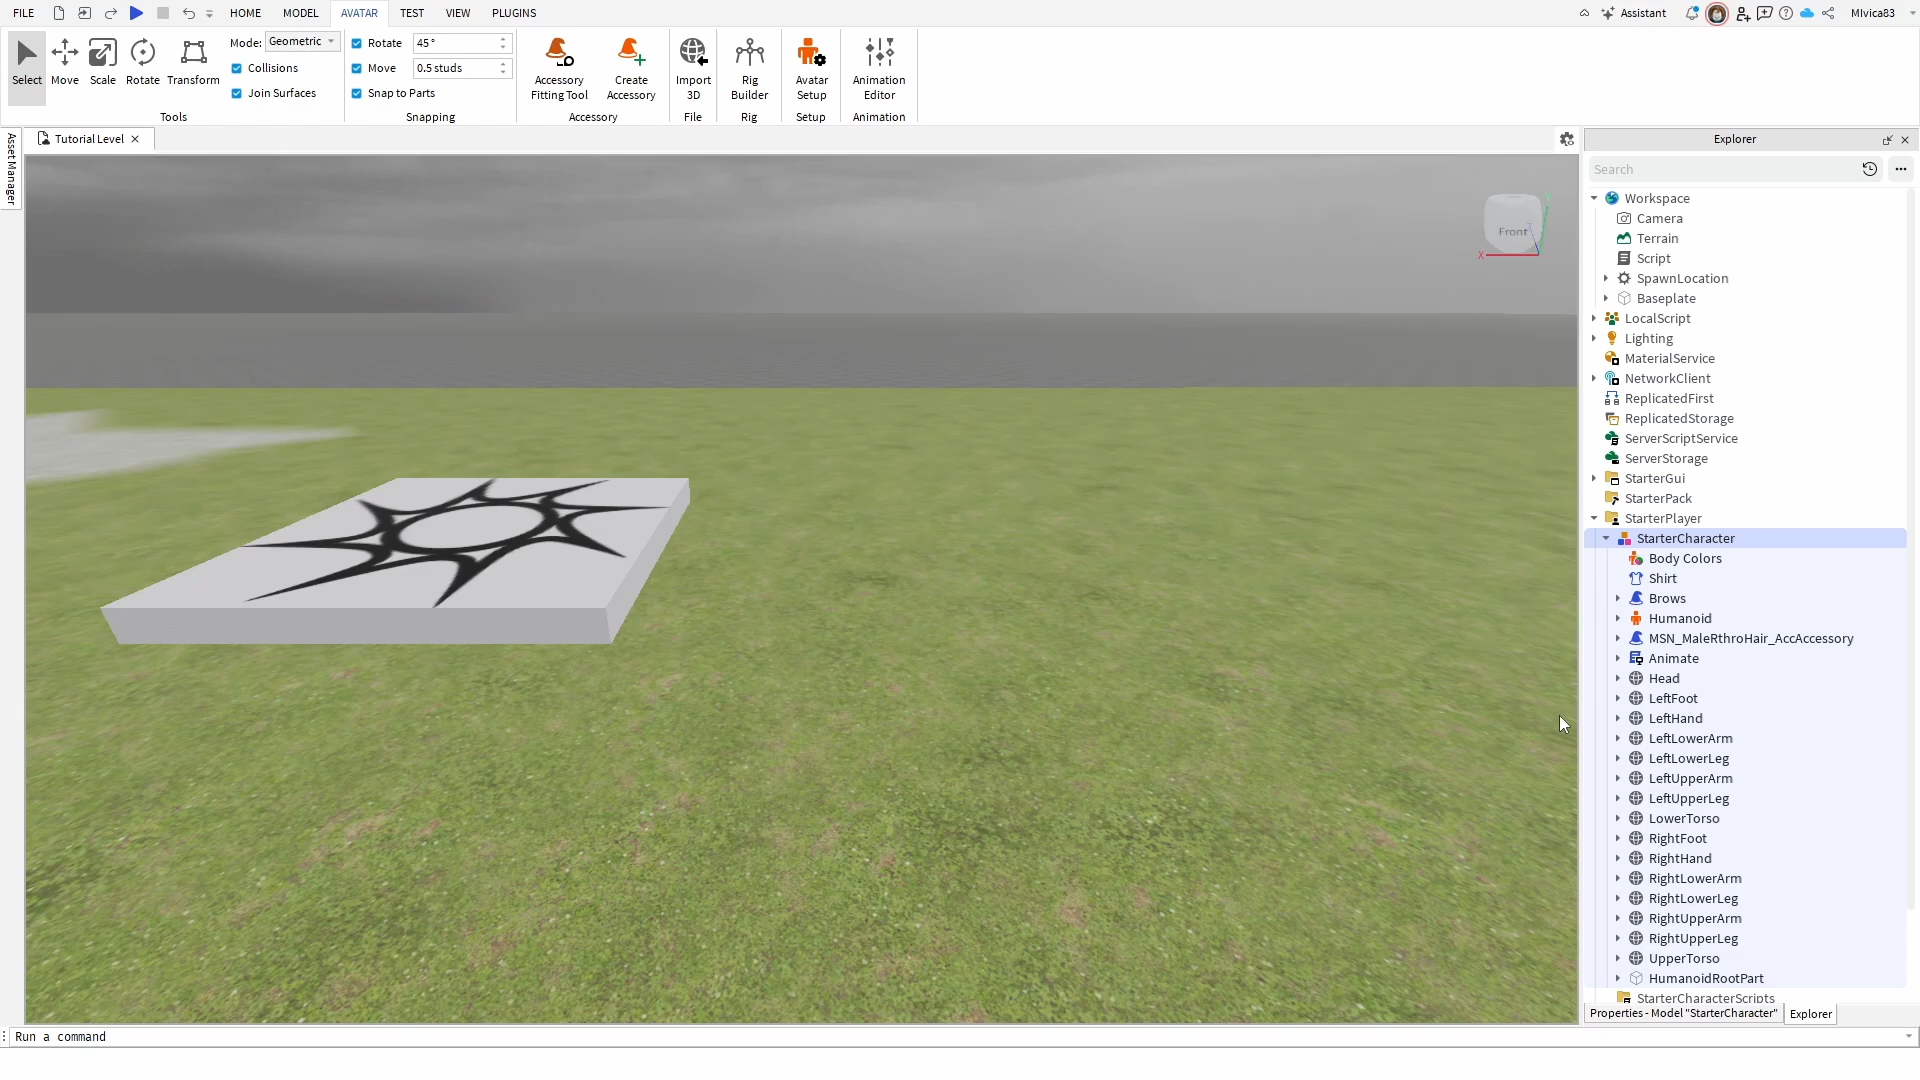 FILE
HOME
MODEL
AVATAR
TEST
VIEW
PLUGINS
Assistant
MIvica83
Select
Move
Scale
Rotate
Transform
Mode:
Geometric
Collisions
Join Surfaces
Tools
Rotate
45°
Move
0.5 studs
Snap to Parts
Snapping
Accessory
Fitting Tool
Create
Accessory
Accessory
Import
3D
File
Rig
Builder
Rig
Avatar
Setup
Setup
Animation
Editor
Animation
Asset Manager
Tutorial Level
Front
X
Explorer
Search
Workspace
Camera
Terrain
Script
SpawnLocation
Baseplate
LocalScript
Lighting
MaterialService
NetworkClient
ReplicatedFirst
ReplicatedStorage
ServerScriptService
ServerStorage
StarterGui
StarterPack
StarterPlayer
StarterCharacter
Body Colors
Shirt
Brows
Humanoid
MSN_MaleRthroHair_AccAccessory
Animate
Head
LeftFoot
LeftHand
LeftLowerArm
LeftLowerLeg
LeftUpperArm
LeftUpperLeg
LowerTorso
RightFoot
RightHand
RightLowerArm
RightLowerLeg
RightUpperArm
RightUpperLeg
UpperTorso
HumanoidRootPart
StarterCharacterScripts
Properties - Model "StarterCharacter"
Explorer
Run a command